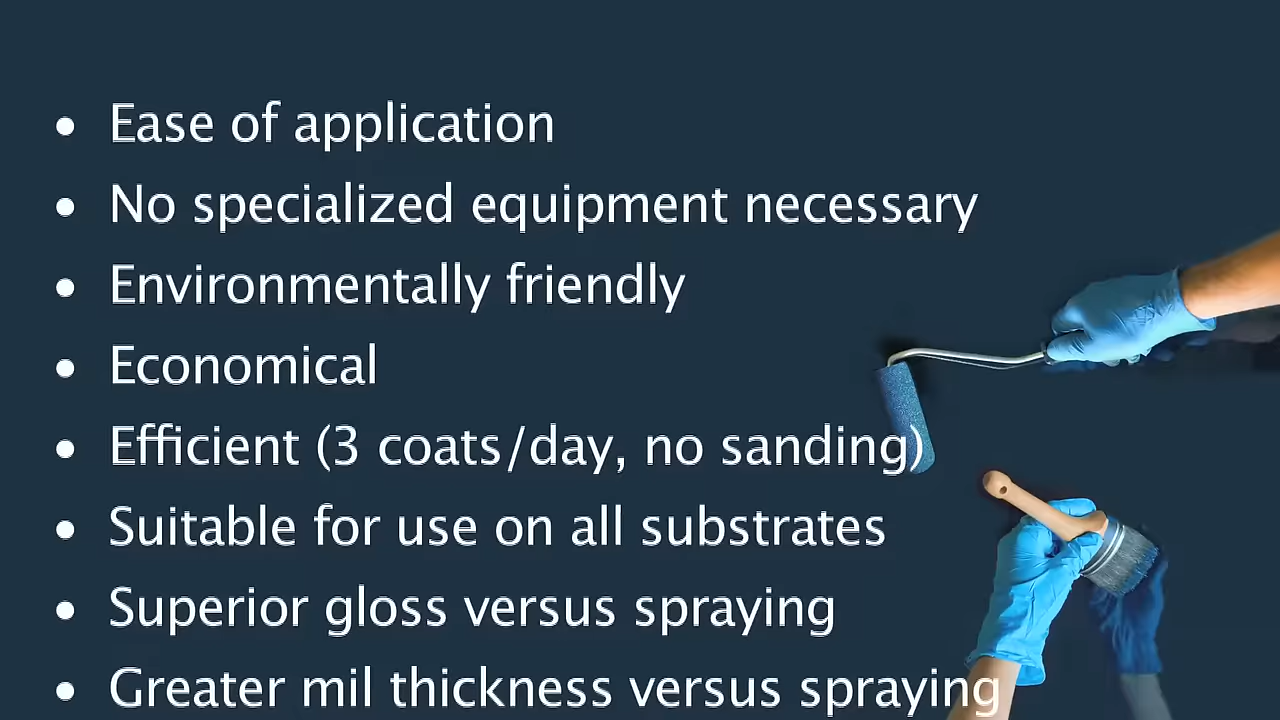 • Ease of application
• No specialized equipment necessary
• Environmentally friendly
• Economical
• Efficient (3 coats/day, no sanding)
• Suitable for use on all substrates
• Superior gloss versus spraying
• Greater mil thickness versus spraying